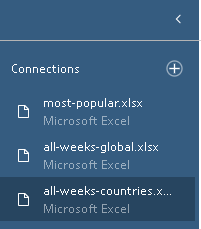 Connections
most-popular.xlsx
Microsoft Excel
all-weeks-global.xlsx
Microsoft Excel
all-weeks-countries.x...
Microsoft Excel